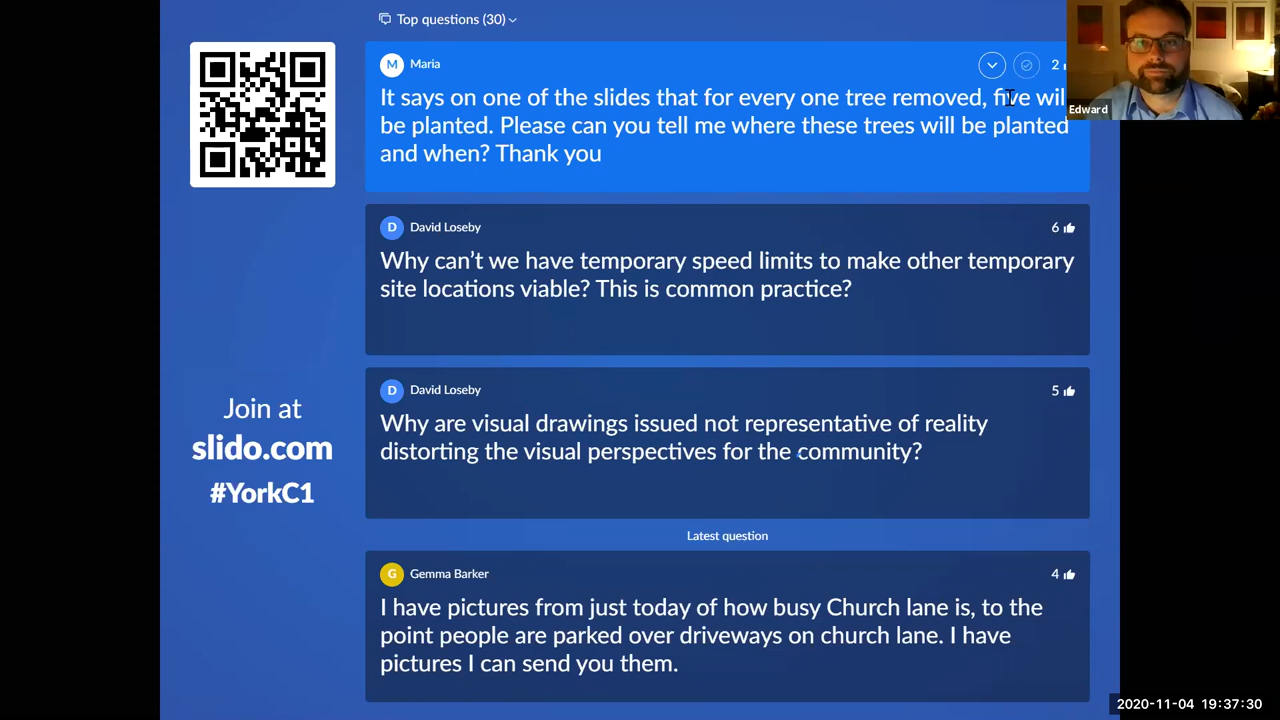 Top questions (30)
M Maria 2
It says on one of the slides that for every one tree removed, five wil
be planted. Please can you tell me where these trees will be planted
and when? Thank you
Edward
D David Loseby 6
Why can't we have temporary speed limits to make other temporary
site locations viable? This is common practice?
D David Loseby 5
Why are visual drawings issued not representative of reality
distorting the visual perspectives for the community?
Join at
slido.com
#YorkC1
Latest question
G Gemma Barker 4
I have pictures from just today of how busy Church lane is, to the
point people are parked over driveways on church lane. I have
pictures I can send you them.
2020-11-04 19:37:30